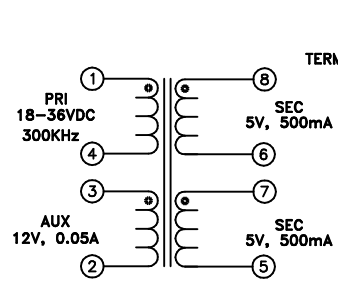 TERM
1
8
PRI
18-36VDC
300KHz
SEC
5V, 500mA
4
6
3
7
AUX
12V, 0.05A
SEC
5V, 500mA
2
5